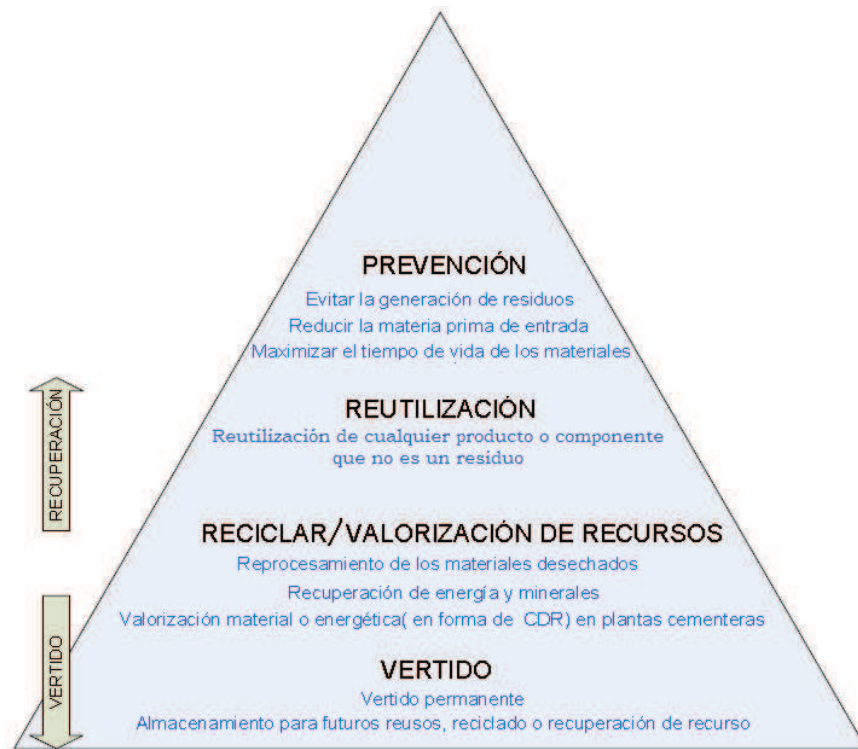 PREVENCIÓN
Evitar la generación de residuos
Reducir la materia prima de entrada
Maximizar el tiempo de vida de los materiales
REUTILIZACIÓN
Reutilización de cualquier producto o componente
que no es un residuo
RECUPERACIÓN
RECICLAR/VALORIZACIÓN DE RECURSOS
Reprocesamiento de los materiales desechados
Recuperación de energía y minerales
Valorización material o energética( en forma de CDR) en plantas cementeras
VERTIDO
VERTIDO
Vertido permanente
Almacenamiento para futuros reusos, reciclado o recuperación de recurso